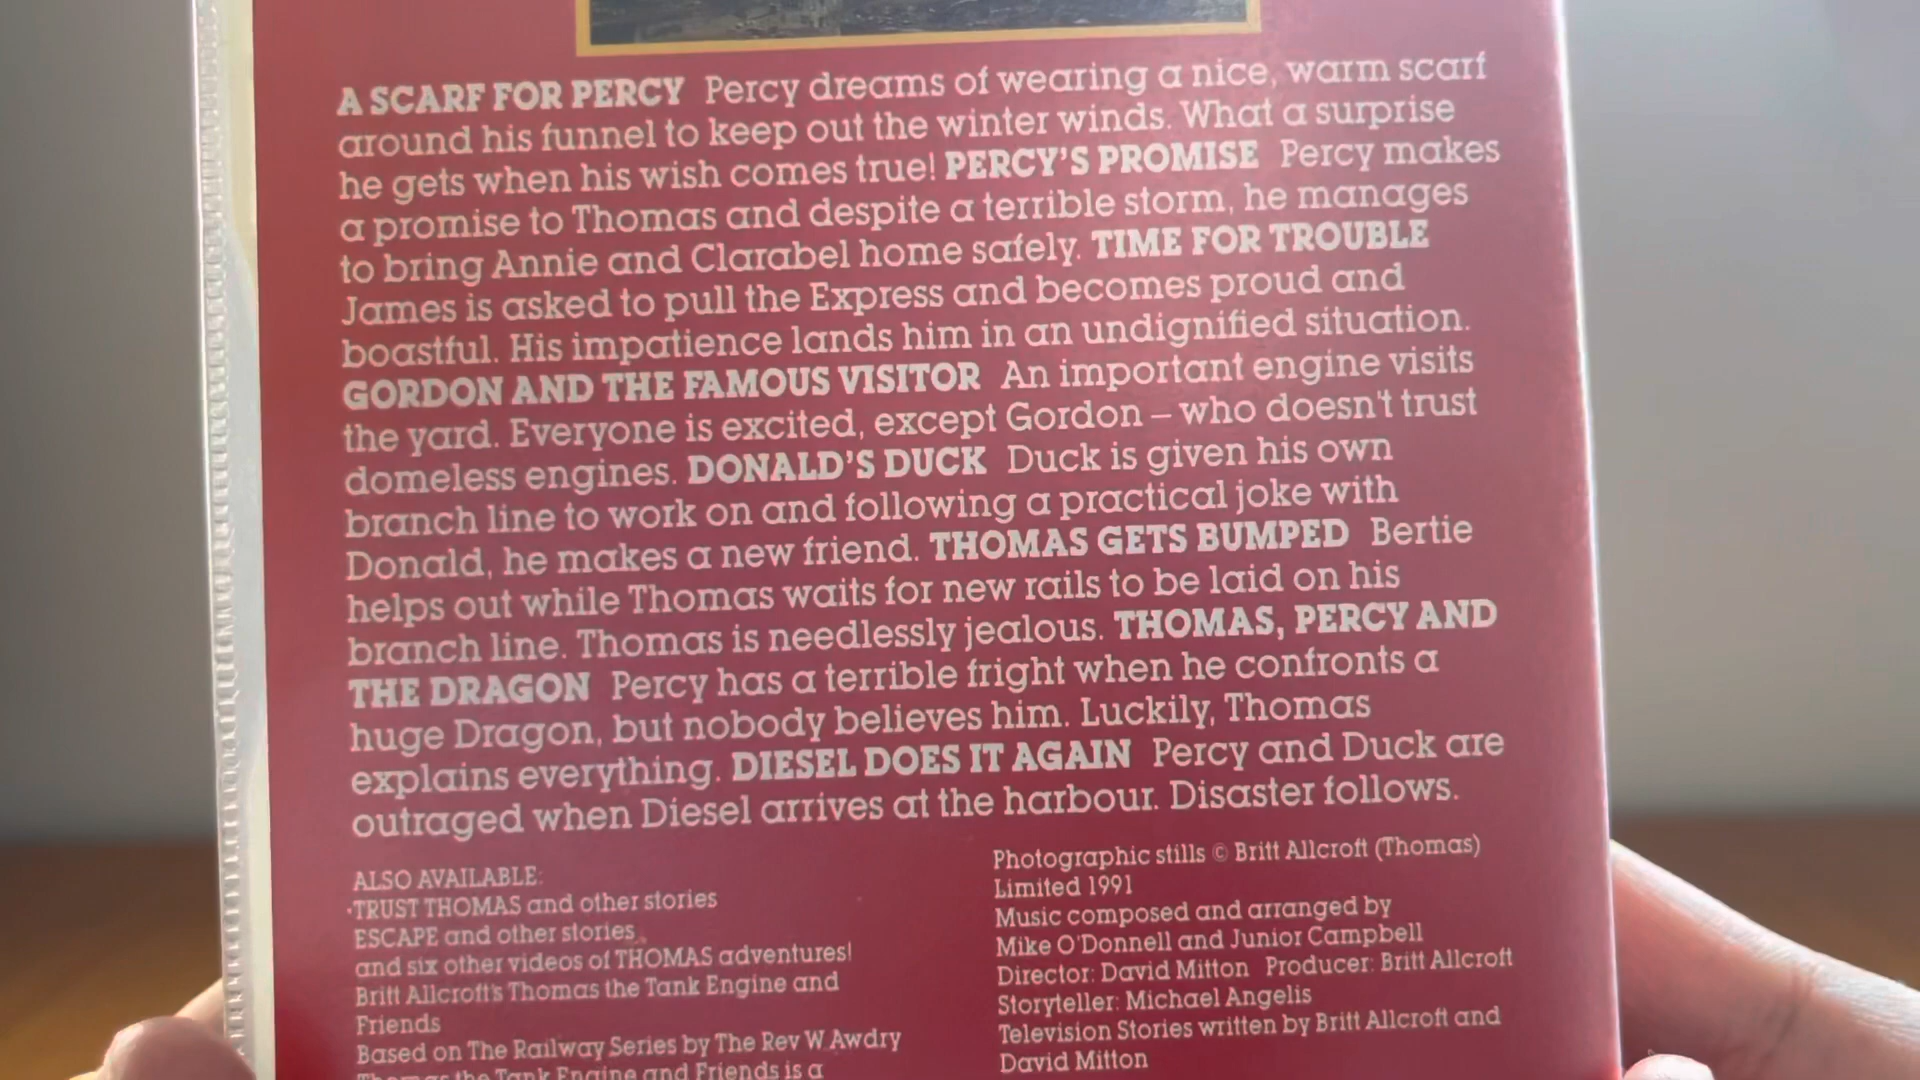 A SCARF FOR PERCY Percy dreams of wearing a nice, warm scarf
around his funnel to keep out the winter winds. What a surprise
he gets when his wish comes true! PERCY'S PROMISE Percy makes
a promise to Thomas and despite a terrible storm, he manages
to bring Annie and Clarabel home safely. TIME FOR TROUBLE
James is asked to pull the Express and becomes proud and
boastful. His impatience lands him in an undignified situation.
GORDON AND THE FAMOUS VISITOR An important engine visits
the yard. Everyone is excited, except Gordon – who doesn't trust
domeless engines. DONALD'S DUCK Duck is given his own
branch line to work on and following a practical joke with
Donald, he makes a new friend. THOMAS GETS BUMPED Bertie
helps out while Thomas waits for new rails to be laid on his
branch line. Thomas is needlessly jealous. THOMAS, PERCY AND
THE DRAGON Percy has a terrible fright when he confronts a
huge Dragon, but nobody believes him. Luckily, Thomas
explains everything. DIESEL DOES IT AGAIN Percy and Duck are
outraged when Diesel arrives at the harbour. Disaster follows.
ALSO AVAILABLE:
·TRUST THOMAS and other stories
ESCAPE and other stories
and six other videos of THOMAS adventures!
Britt Allcroft's Thomas the Tank Engine and
Friends
Based on The Railway Series by The Rev W Awdry
Thomas the Tank Engine and Friends is a
Photographic stills © Britt Allcroft (Thomas)
Limited 1991
Music composed and arranged by
Mike O'Donnell and Junior Campbell
Director: David Mitton Producer: Britt Allcroft
Storyteller: Michael Angelis
Television Stories written by Britt Allcroft and
David Mitton